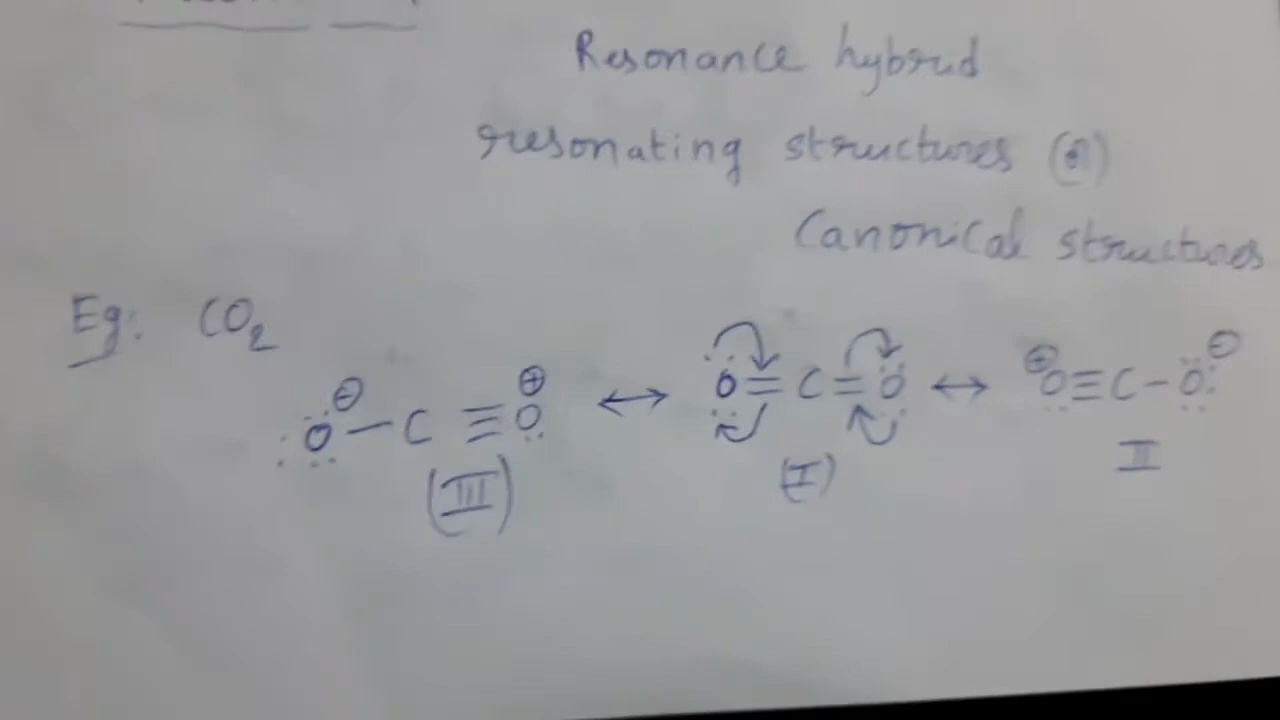 Resonance hybrid
resonating structures (or)
Canonical structures
Eg: CO₂
:Ö̤⊖ — C ≡ O̤⊕ ↔ Ö̤ = C = Ö̤ ↔ ⊕O̤ ≡ C – Ö̤:⊖
(III) (I) II